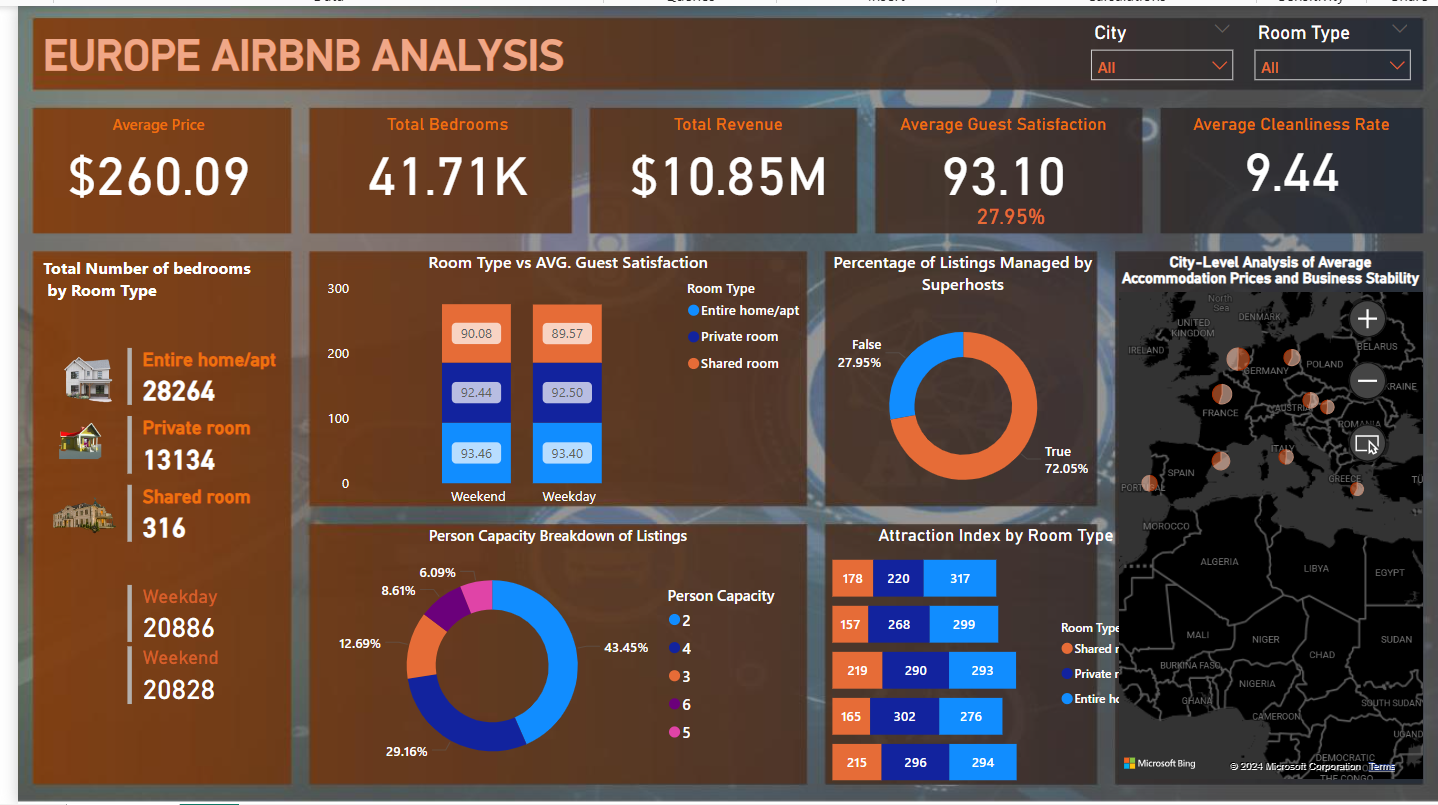 EUROPE AIRBNB ANALYSIS
City
All
Room Type
All
Average Price
$260.09
Total Bedrooms
41.71K
Total Revenue
$10.85M
Average Guest Satisfaction
93.10
27.95%
Average Cleanliness Rate
9.44
Total Number of bedrooms
by Room Type
Entire home/apt
28264
Private room
13134
Shared room
316
Weekday
20886
Weekend
20828
Room Type vs AVG. Guest Satisfaction
300
200
100
0
90.08
89.57
92.44
92.50
93.46
93.40
Weekend
Weekday
Room Type
Entire home/apt
Private room
Shared room
Percentage of Listings Managed by
Superhosts
False
27.95%
True
72.05%
Person Capacity Breakdown of Listings
6.09%
8.61%
12.69%
43.45%
29.16%
Person Capacity
2
4
3
6
5
Attraction Index by Room Type
178 220 317
157 268 299
219 290 293
165 302 276
215 296 294
Room Type
Shared r
Private r
Entire ho
City-Level Analysis of Average
Accommodation Prices and Business Stability
North
Sea
DENMARK
UNITED
KINGDOM
IRELAND
BELARUS
POLAND
GERMANY
KRAINE
FRANCE
AUSTRIA
ROMANIA
ITALY
SPAIN
PORTUGAL
GREECE
TU
MOROCCO
ALGERIA
LIBYA
EGYPT
MALI
NIGER
SUDAN
CHAD
BURKINA FASO
NIGERIA
GHANA
SOUTH SUDAN
CAMEROON
UGAND
DEMOCRATIC
THE CONGO
Microsoft Bing
© 2024 Microsoft Corporation Terms